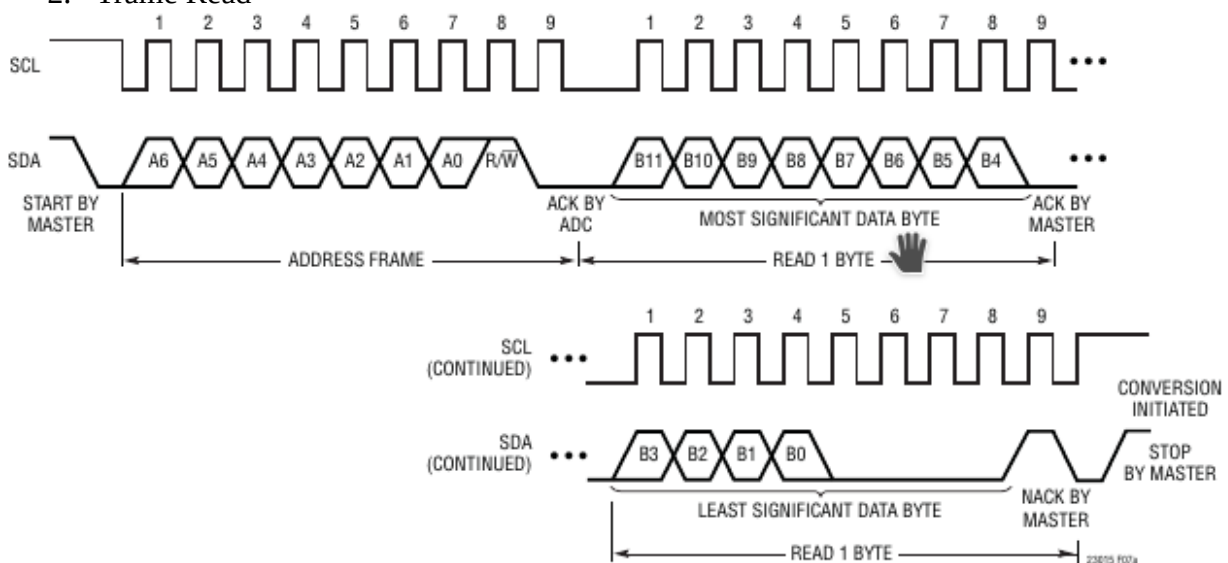 2. Trame Read
1 2 3 4 5 6 7 8 9 1 2 3 4 5 6 7 8 9
SCL
SDA A6 A5 A4 A3 A2 A1 A0 R/W̅ B11 B10 B9 B8 B7 B6 B5 B4
START BY MASTER
ACK BY ADC
MOST SIGNIFICANT DATA BYTE
ACK BY MASTER
ADDRESS FRAME
READ 1 BYTE
1 2 3 4 5 6 7 8 9
SCL
(CONTINUED)
CONVERSION
INITIATED
SDA
(CONTINUED)
B3 B2 B1 B0
STOP
BY MASTER
LEAST SIGNIFICANT DATA BYTE
NACK BY
MASTER
READ 1 BYTE
23015 F07a